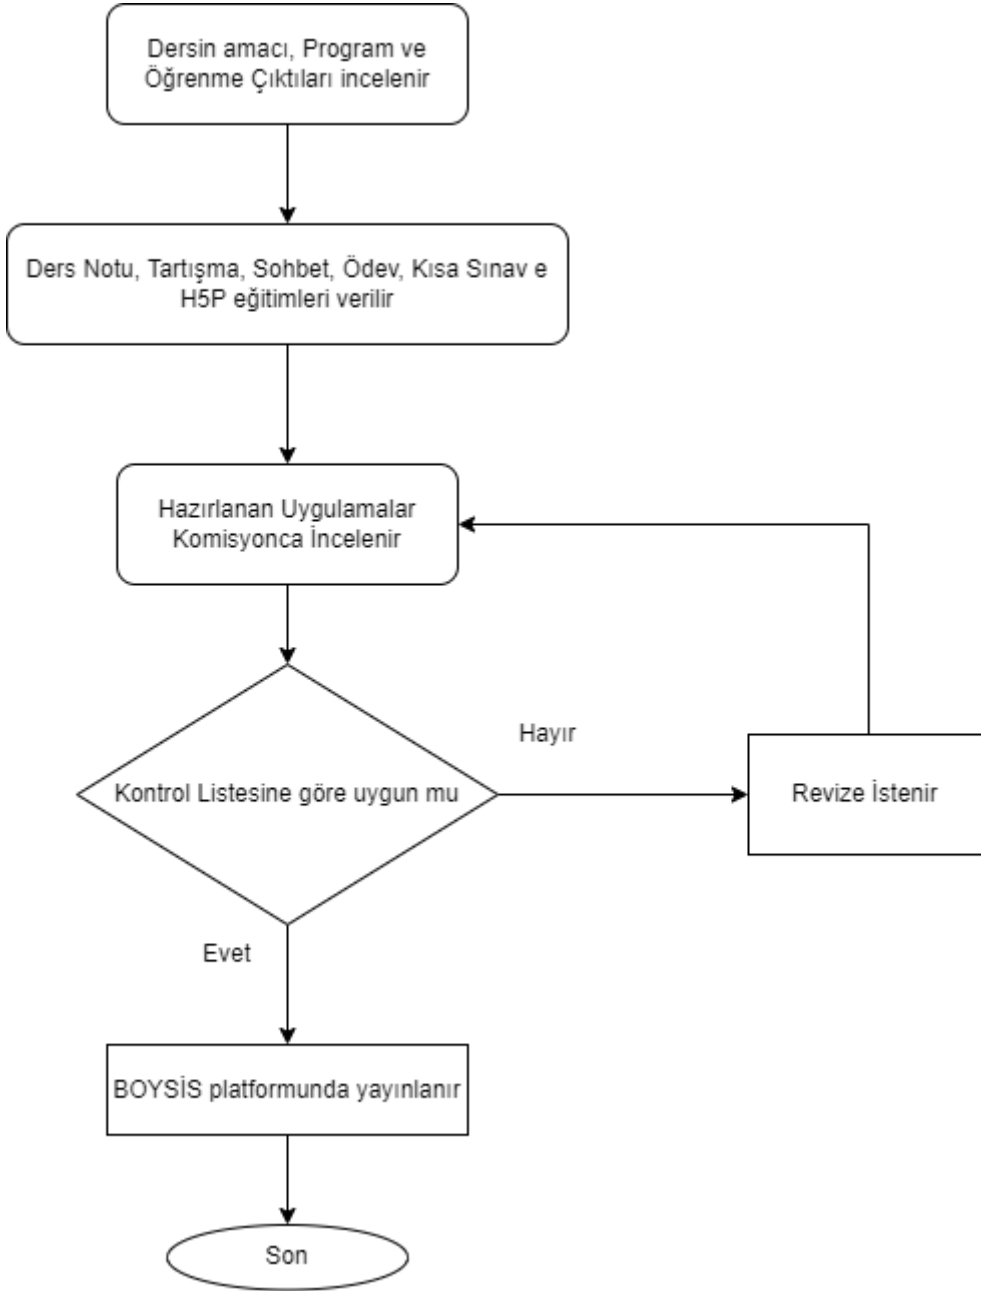 Dersin amacı, Program ve
Öğrenme Çıktıları incelenir
Ders Notu, Tartışma, Sohbet, Ödev, Kısa Sınav e
H5P eğitimleri verilir
Hazırlanan Uygulamalar
Komisyonca İncelenir
Kontrol Listesine göre uygun mu
Hayır
Revize İstenir
Evet
BOYSİS platformunda yayınlanır
Son